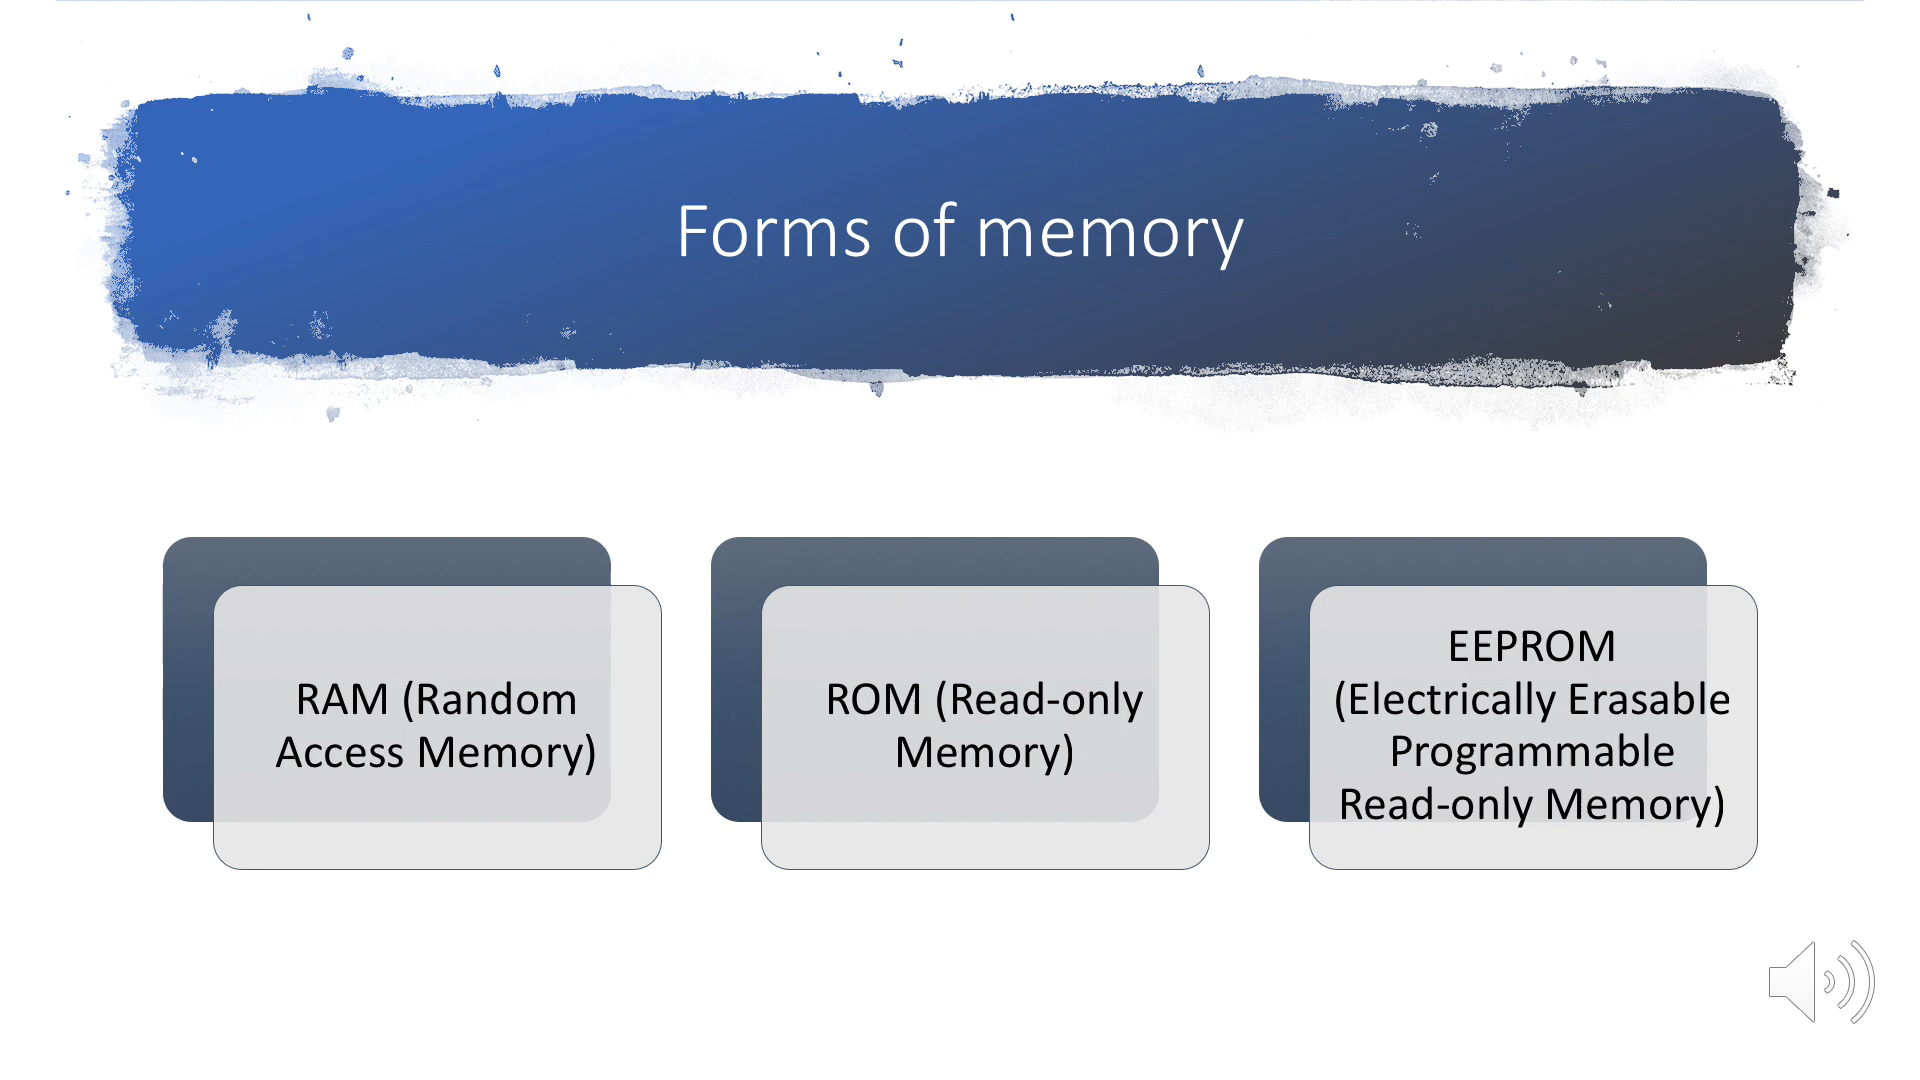 Forms of memory
RAM (Random
Access Memory)
ROM (Read-only
Memory)
EEPROM
(Electrically Erasable
Programmable
Read-only Memory)